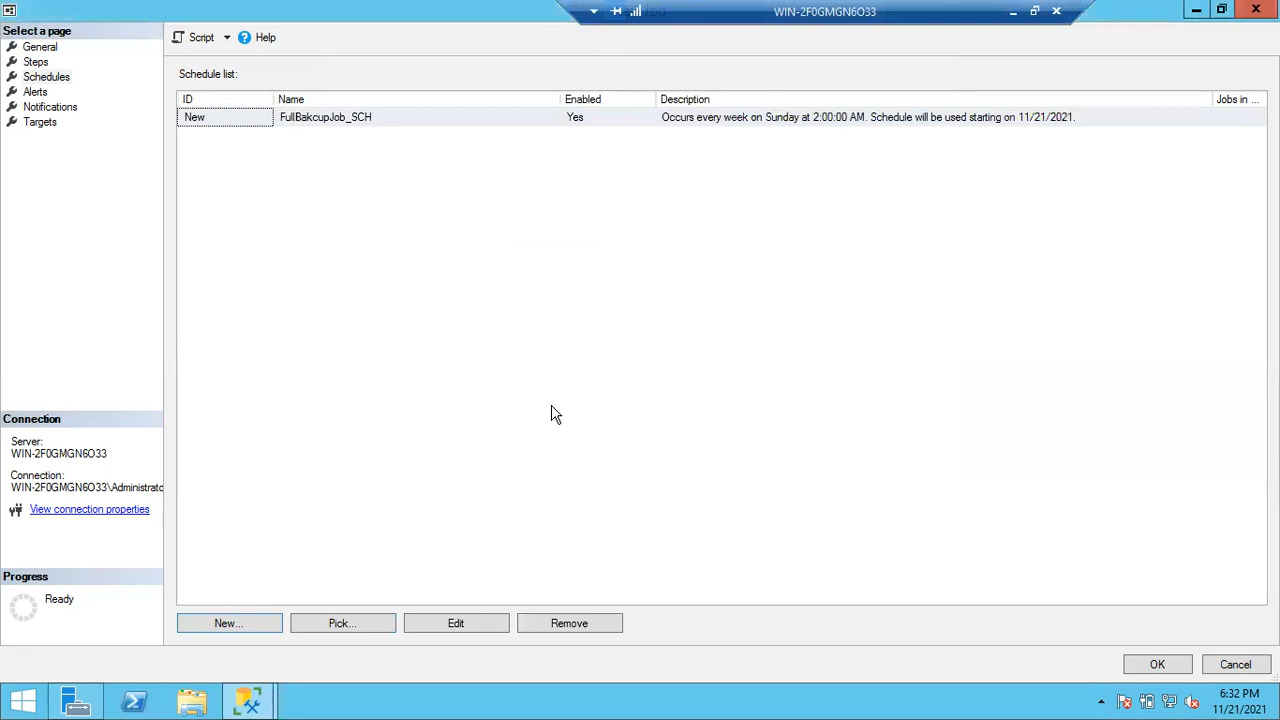 WIN-2F0GMGN6O33
Select a page
General
Steps
Schedules
Alerts
Notifications
Targets
Script
Help
Schedule list:
ID Name Enabled Description Jobs in ...
New FullBakcupJob_SCH Yes Occurs every week on Sunday at 2:00:00 AM. Schedule will be used starting on 11/21/2021.
Connection
Server:
WIN-2F0GMGN6O33
Connection:
WIN-2F0GMGN6O33\Administrato
View connection properties
Progress
Ready
New... Pick... Edit Remove
OK Cancel
6:32 PM
11/21/2021